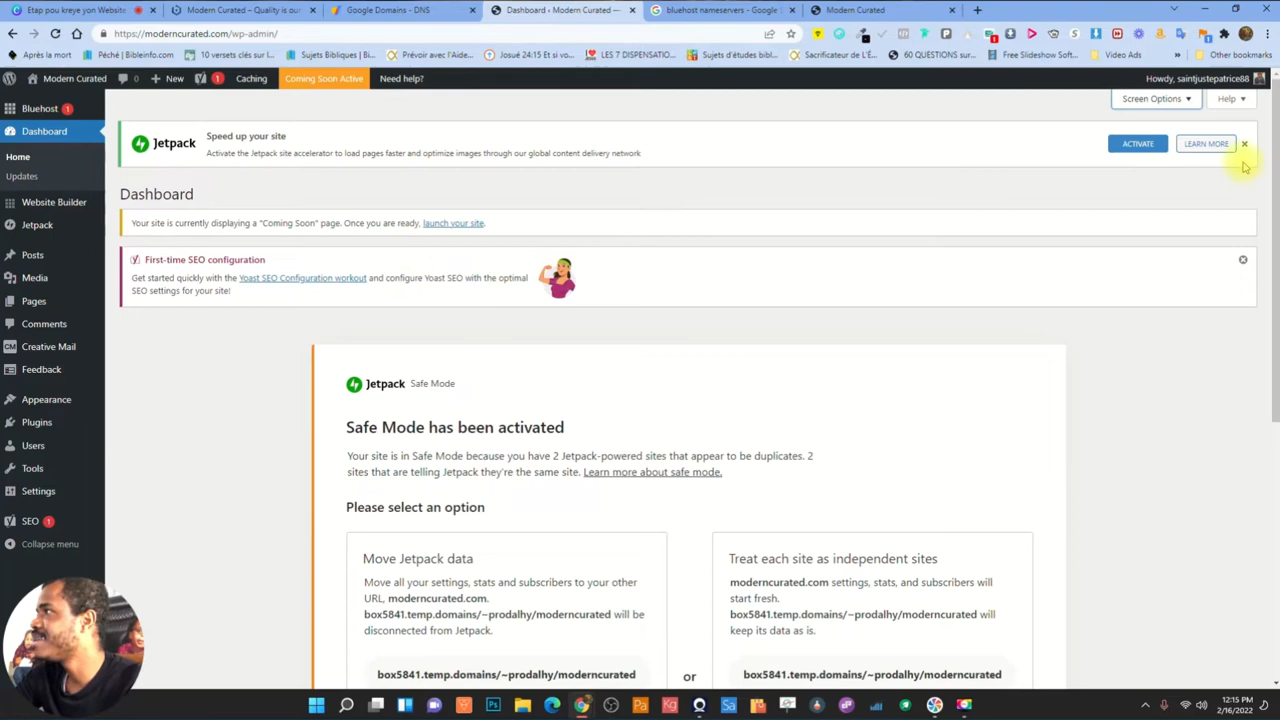 Etap pou kreye yon Website
Modern Curated – Quality is ou
Google Domains - DNS
Dashboard ‹ Modern Curated —
bluehost nameservers - Google
Modern Curated
https://moderncurated.com/wp-admin/
Après la mort
Péché | Bibleinfo.com
10 versets clefs sur...
Sujets Bibliques | Bi...
Prévoir avec l'Aide...
Josué 24:15 Et si vo...
LES 7 DISPENSATIO...
Sujets d'études bibl...
Sacrificateur de L'É...
60 QUESTIONS sur...
Free Slideshow Soft...
Video Ads
Other bookmarks
Modern Curated
0
New
1
Caching
Coming Soon Active
Need help?
Howdy, saintjustepatrice88
Bluehost 1
Dashboard
Home
Updates
Website Builder
Jetpack
Posts
Media
Pages
Comments
Creative Mail
Feedback
Appearance
Plugins
Users
Tools
Settings
SEO 1
Collapse menu
Screen Options
Help
Jetpack
Speed up your site
Activate the Jetpack site accelerator to load pages faster and optimize images through our global content delivery network
ACTIVATE
LEARN MORE
Dashboard
Your site is currently displaying a "Coming Soon" page. Once you are ready, launch your site.
First-time SEO configuration
Get started quickly with the Yoast SEO Configuration workout and configure Yoast SEO with the optimal
SEO settings for your site!
Jetpack Safe Mode
Safe Mode has been activated
Your site is in Safe Mode because you have 2 Jetpack-powered sites that appear to be duplicates. 2
sites that are telling Jetpack they're the same site. Learn more about safe mode.
Please select an option
Move Jetpack data
Move all your settings, stats and subscribers to your other
URL, moderncurated.com.
box5841.temp.domains/~prodalhy/moderncurated will be
disconnected from Jetpack.
box5841.temp.domains/~prodalhy/moderncurated
or
Treat each site as independent sites
moderncurated.com settings, stats, and subscribers will
start fresh.
box5841.temp.domains/~prodalhy/moderncurated will
keep its data as is.
box5841.temp.domains/~prodalhy/moderncurated
12:15 PM
2/16/2022